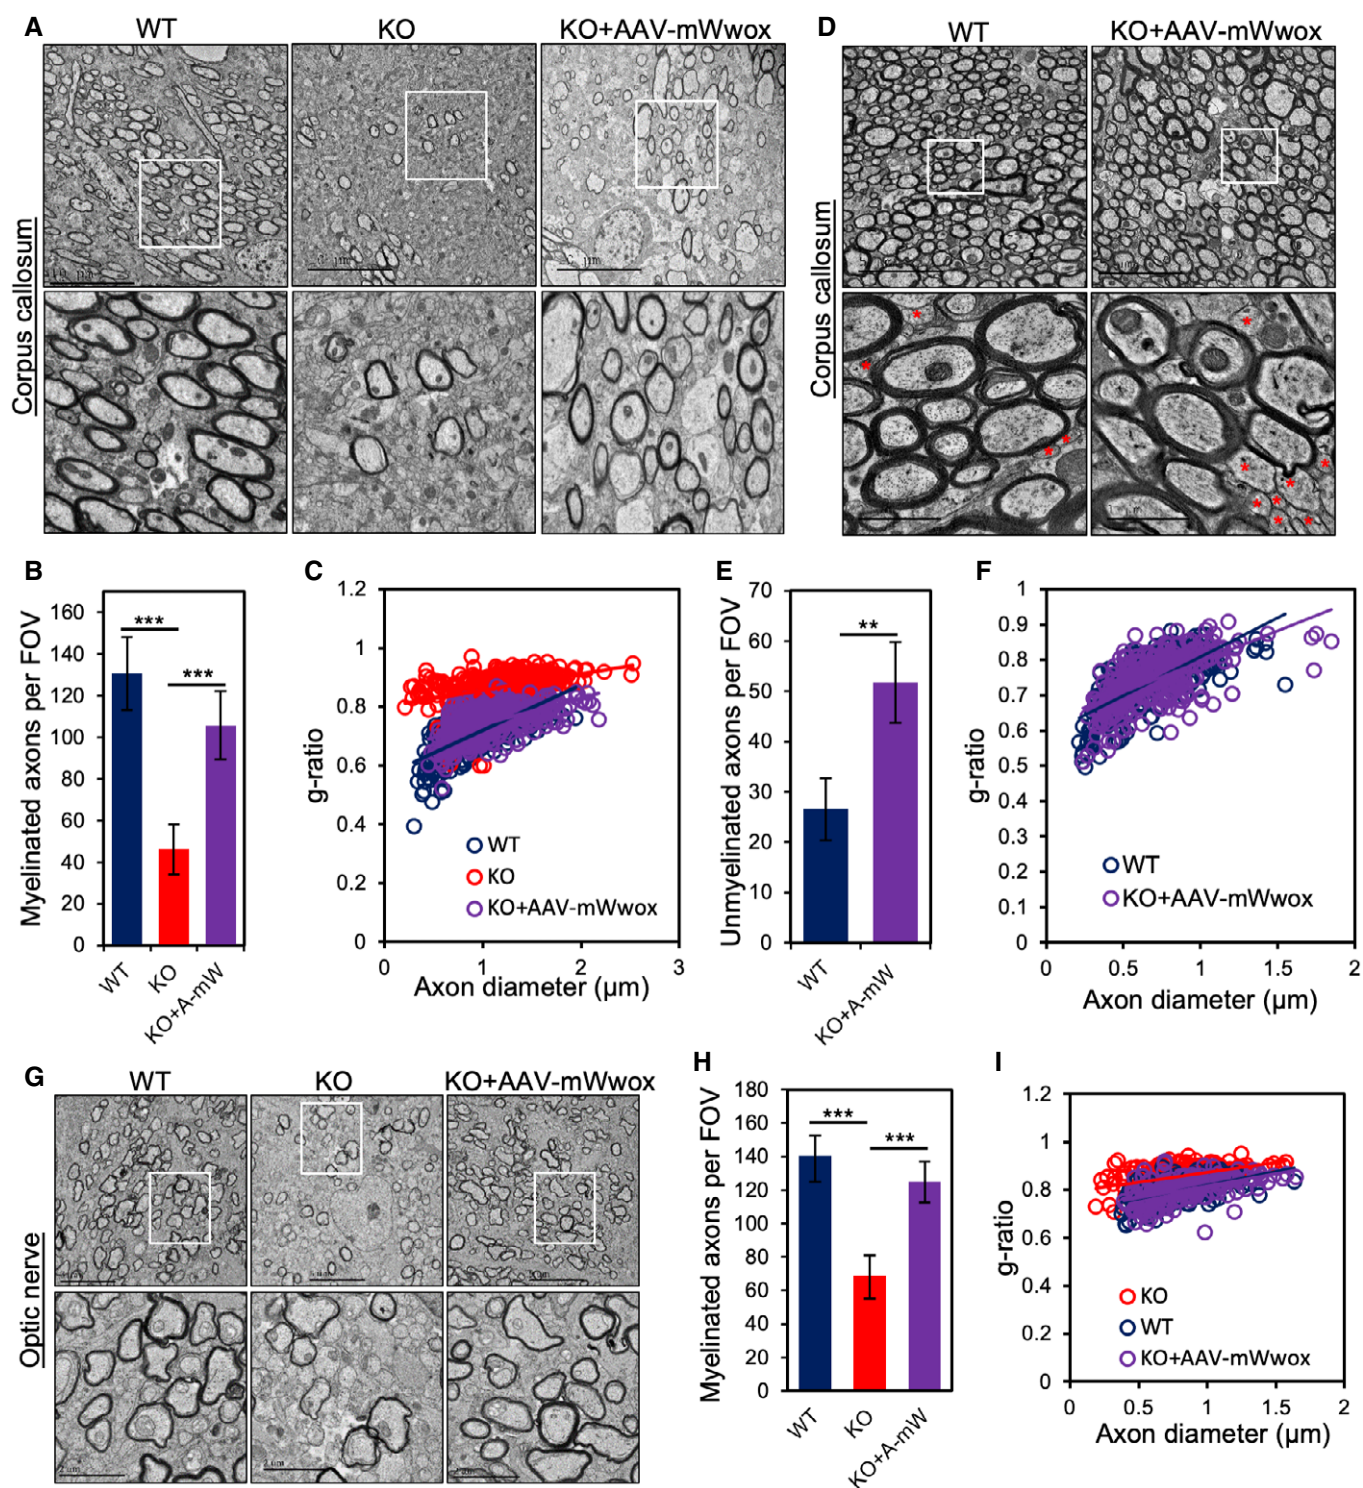 A
WT
KO
KO+AAV-mWwox
Corpus callosum
D
WT
KO+AAV-mWwox
Corpus callosum
* * * *
* * * * * * * *
B
Myelinated axons per FOV
160
140
120
100
80
60
40
20
0
***
***
WT
KO
KO+A-mW
C
g-ratio
1.2
1
0.8
0.6
0.4
0.2
0
WT
KO
KO+AAV-mWwox
0 1 2 3
Axon diameter (µm)
E
Unmyelinated axons per FOV
70
60
50
40
30
20
10
0
**
WT
KO+A-mW
F
g-ratio
1
0.9
0.8
0.7
0.6
0.5
0.4
0.3
0.2
0.1
0
WT
KO+AAV-mWwox
0 0.5 1 1.5 2
Axon diameter (µm)
G
WT
KO
KO+AAV-mWwox
Optic nerve
2 um
H
Myelinated axons per FOV
180
160
140
120
100
80
60
40
20
0
***
***
WT
KO
KO+A-mW
I
g-ratio
1.2
1
0.8
0.6
0.4
0.2
0
KO
WT
KO+AAV-mWwox
0 0.5 1 1.5 2
Axon diameter (µm)